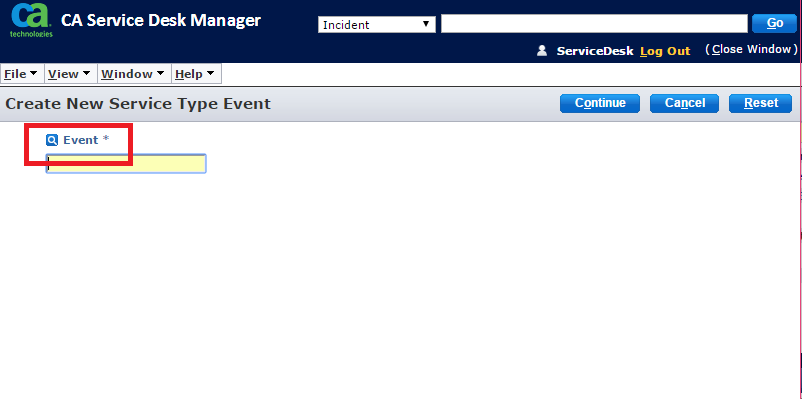 ca technologies CA Service Desk Manager Incident Go
ServiceDesk Log Out (Close Window)
File View Window Help
Create New Service Type Event Continue Cancel Reset
Event *